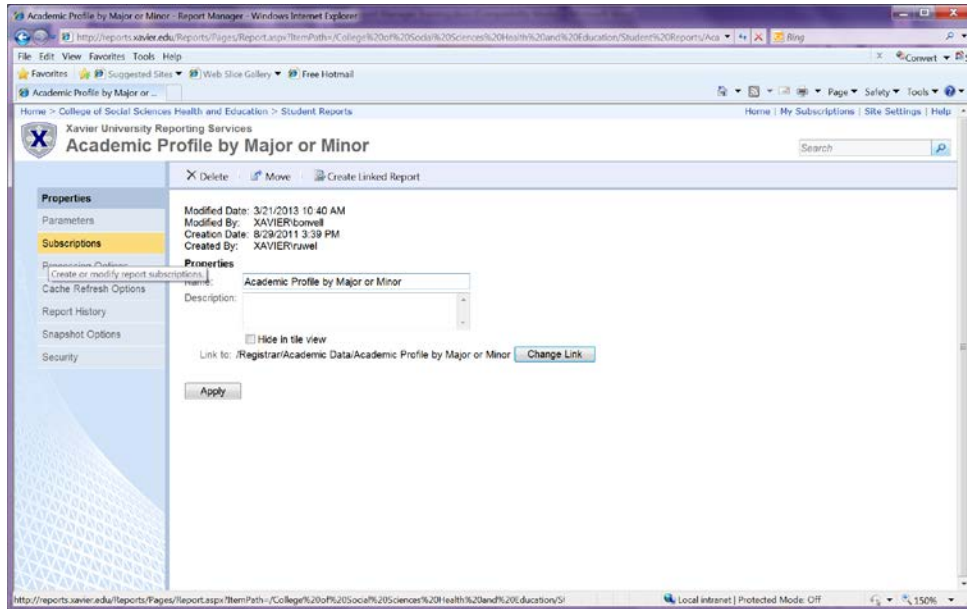 Academic Profile by Major or Minor - Report Manager - Windows Internet Explorer
http://reports.xavier.edu/Reports/Pages/Report.aspx?ItemPath=/College%20of%20Social%20Sciences%20Health%20and%20Education/Student%20Reports/Aca
Bing
File Edit View Favorites Tools Help
x Convert
Favorites Suggested Sites Web Slice Gallery Free Hotmail
Academic Profile by Major or ...
Page Safety Tools
Home > College of Social Sciences Health and Education > Student Reports
Home | My Subscriptions | Site Settings | Help
Xavier University Reporting Services
X
Academic Profile by Major or Minor
Search
Delete Move Create Linked Report
Properties
Parameters
Subscriptions
Processing Options
Create or modify report subscriptions.
Cache Refresh Options
Report History
Snapshot Options
Security
Modified Date: 3/21/2013 10:40 AM
Modified By: XAVIER\bonvell
Creation Date: 8/29/2011 3:39 PM
Created By: XAVIER\ruwel
Properties
Name: Academic Profile by Major or Minor
Description:
Hide in tile view
Link to: /Registrar/Academic Data/Academic Profile by Major or Minor Change Link
Apply
http://reports.xavier.edu/Reports/Pages/Report.aspx?ItemPath=/College%20of%20Social%20Sciences%20Health%20and%20Education/St
Local intranet | Protected Mode: Off
150%